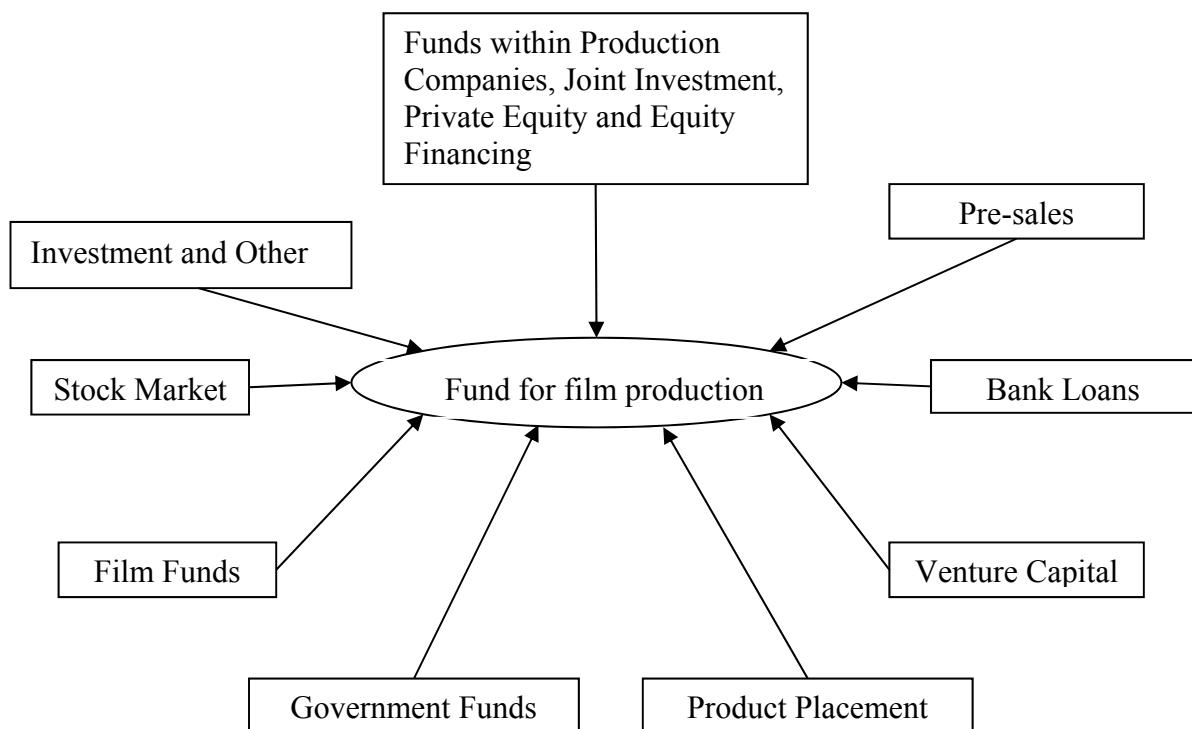 Funds within Production
Companies, Joint Investment,
Private Equity and Equity
Financing
Pre-sales
Investment and Other
Stock Market
Fund for film production
Bank Loans
Film Funds
Venture Capital
Government Funds
Product Placement